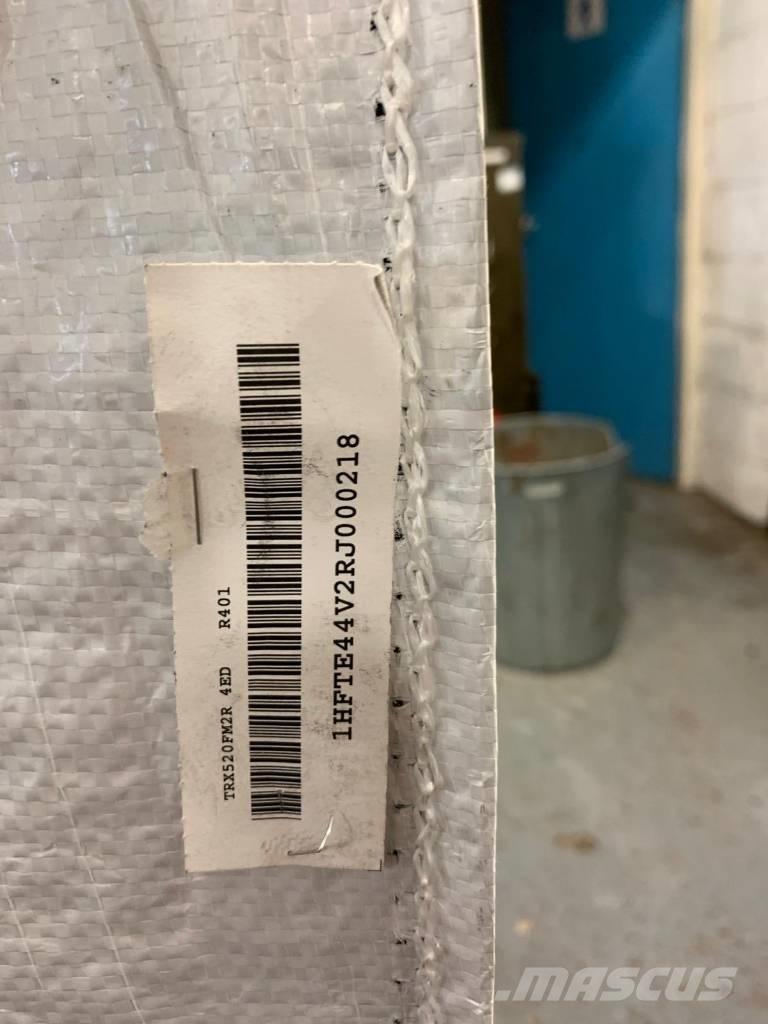 TRX520FM2R 4ED R401
1HFTE44V2RJ000218
MASCUS